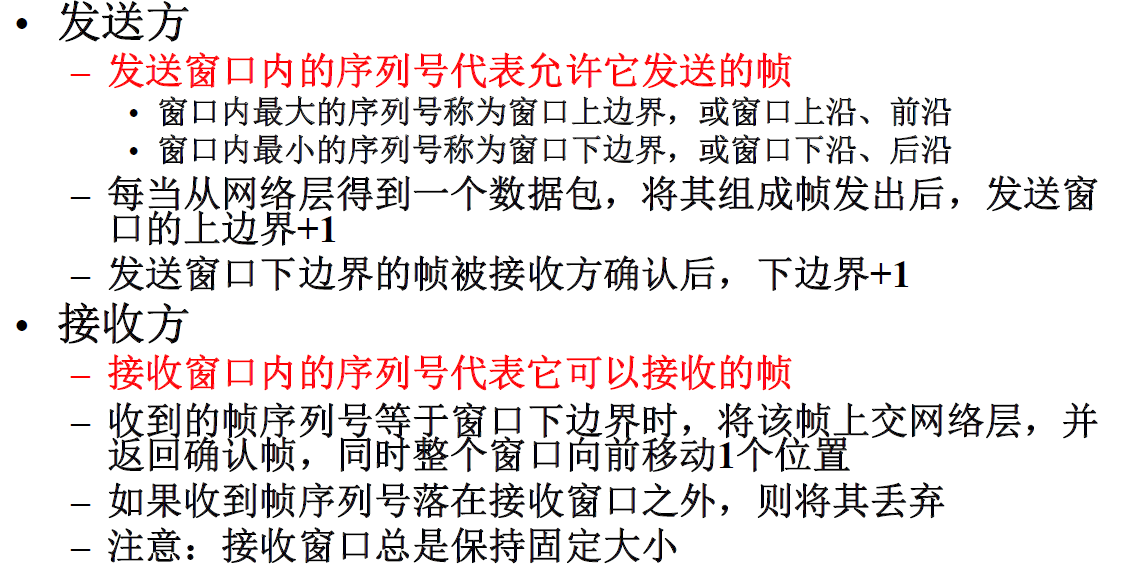 • 发送方
– 发送窗口内的序列号代表允许它发送的帧
• 窗口内最大的序列号称为窗口上边界，或窗口上沿、前沿
• 窗口内最小的序列号称为窗口下边界，或窗口下沿、后沿
– 每当从网络层得到一个数据包，将其组成帧发出后，发送窗
口的上边界+1
– 发送窗口下边界的帧被接收方确认后，下边界+1
• 接收方
– 接收窗口内的序列号代表它可以接收的帧
– 收到的帧序列号等于窗口下边界时，将该帧上交网络层，并
返回确认帧，同时整个窗口向前移动1个位置
– 如果收到帧序列号落在接收窗口之外，则将其丢弃
– 注意：接收窗口总是保持固定大小